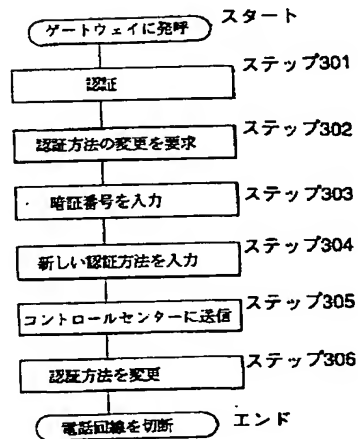 ゲートウェイに発呼 スタート
認証 ステップ301
認証方法の変更を要求 ステップ302
暗証番号を入力 ステップ303
新しい認証方法を入力 ステップ304
コントロールセンターに送信 ステップ305
認証方法を変更 ステップ306
電話回線を切断 エンド